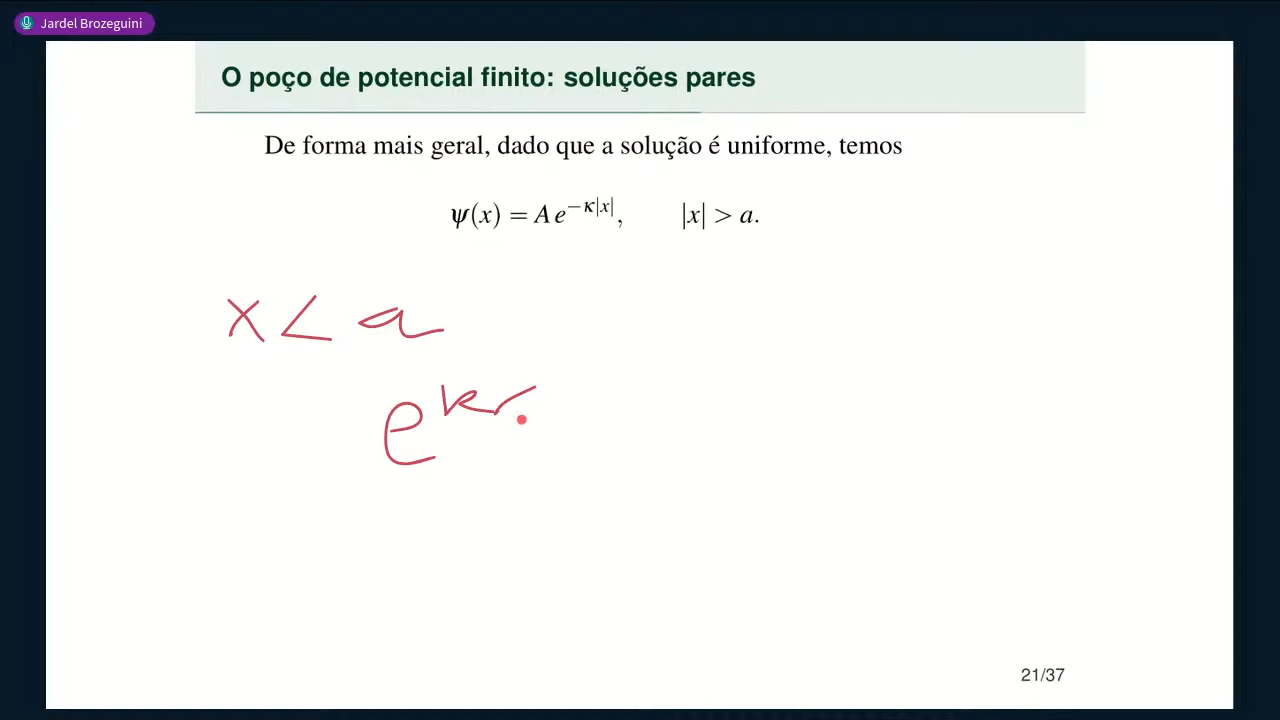 Jardel Brozeguini
O poço de potencial finito: soluções pares
De forma mais geral, dado que a solução é uniforme, temos
ψ(x) = A e^{−κ|x|}, |x| > a.
x < a
e^{k
21/37